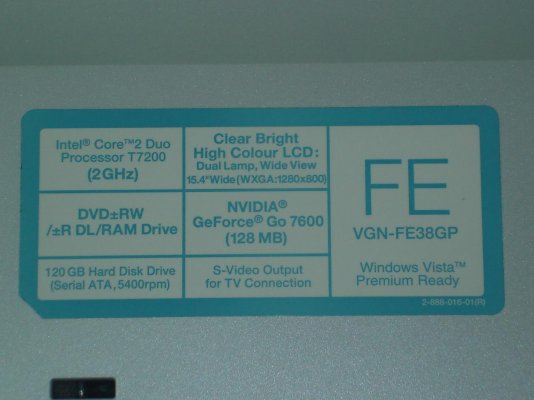 Intel® Core™2 Duo
Processor T7200
(2GHz)
Clear Bright
High Colour LCD:
Dual Lamp, Wide View
15.4"Wide(WXGA:1280x800)
DVD±RW
/±R DL/RAM Drive
NVIDIA®
GeForce® Go 7600
(128 MB)
120 GB Hard Disk Drive
(Serial ATA, 5400rpm)
S-Video Output
for TV Connection
FE
VGN-FE38GP
Windows Vista™
Premium Ready
2-888-016-01(R)